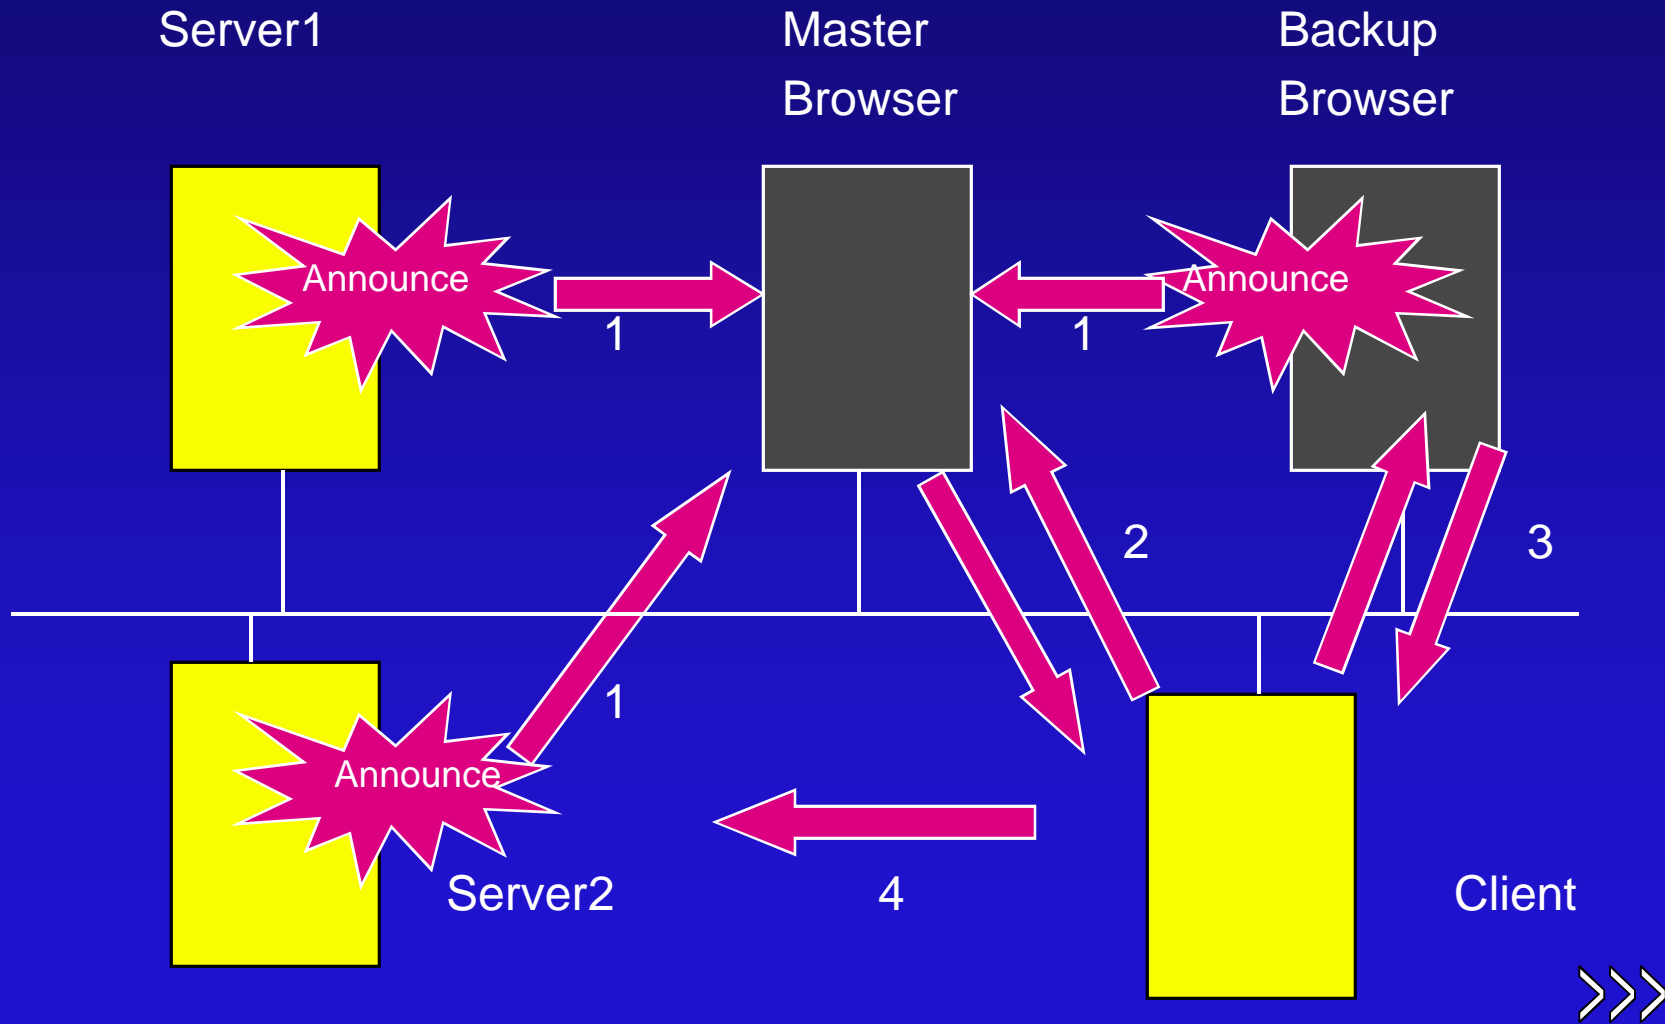 Server1
Master
Browser
Backup
Browser
Announce
Announce
1
1
2
3
1
Announce
Server2
4
Client